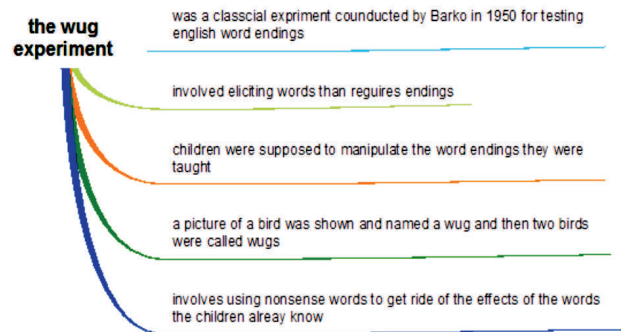 the wug
experiment
was a classcial expriment counducted by Barko in 1950 for testing
english word endings
involved eliciting words than reguires endings
children were supposed to manipulate the word endings they were
taught
a picture of a bird was shown and named a wug and then two birds
were called wugs
involves using nonsense words to get ride of the effects of the words
the children alreay know